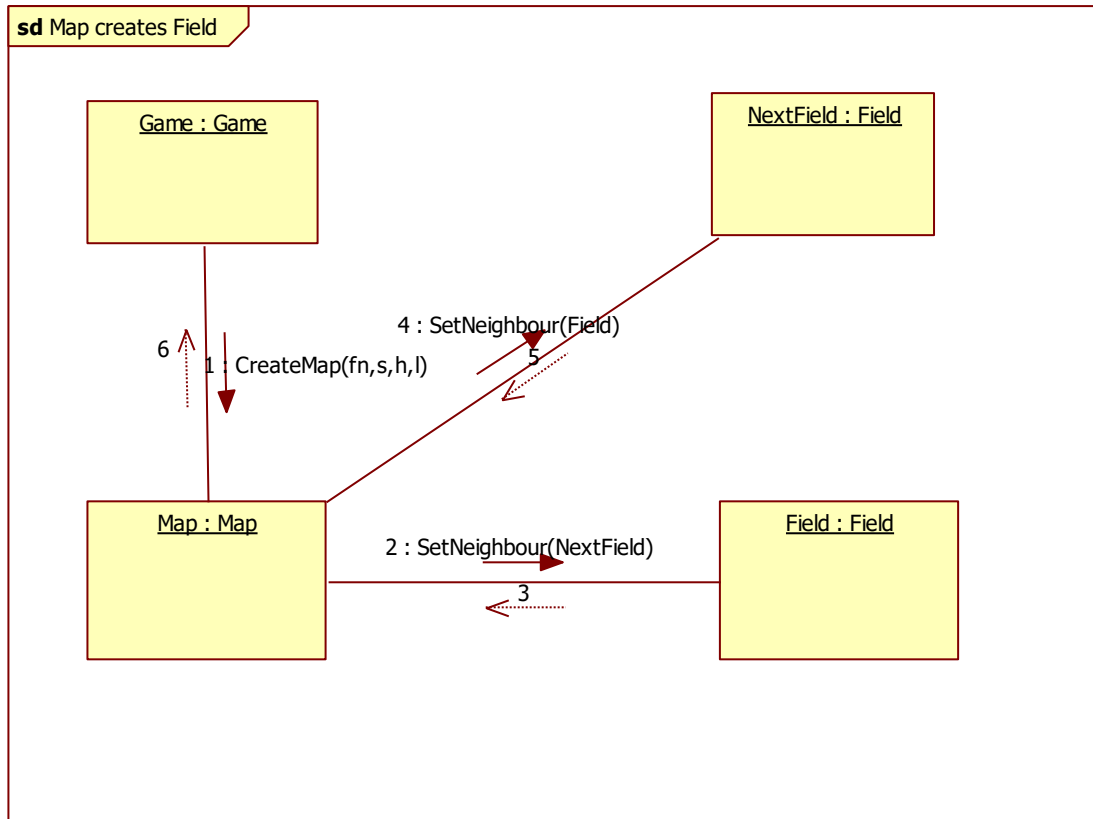 sd Map creates Field
Game : Game
NextField : Field
4 : SetNeighbour(Field)
6
1 : CreateMap(fn,s,h,l)
5
Map : Map
Field : Field
2 : SetNeighbour(NextField)
3